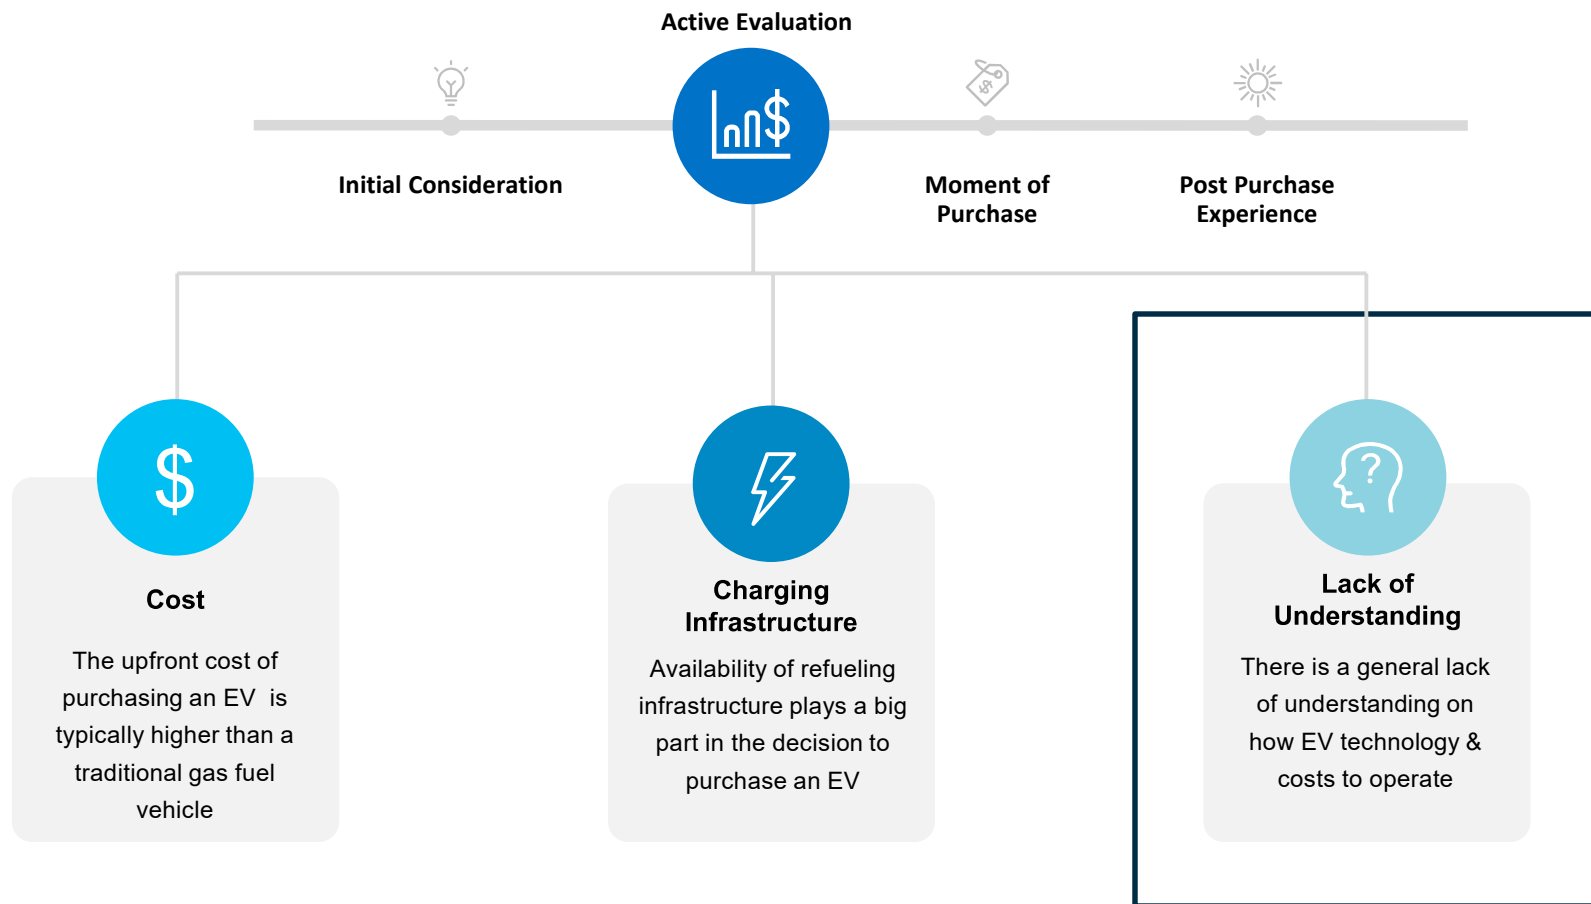 Active Evaluation
Initial Consideration
Moment of
Purchase
Post Purchase
Experience
Cost
The upfront cost of
purchasing an EV  is
typically higher than a
traditional gas fuel
vehicle
Charging
Infrastructure
Availability of refueling
infrastructure plays a big
part in the decision to
purchase an EV
Lack of
Understanding
There is a general lack
of understanding on
how EV technology &
costs to operate